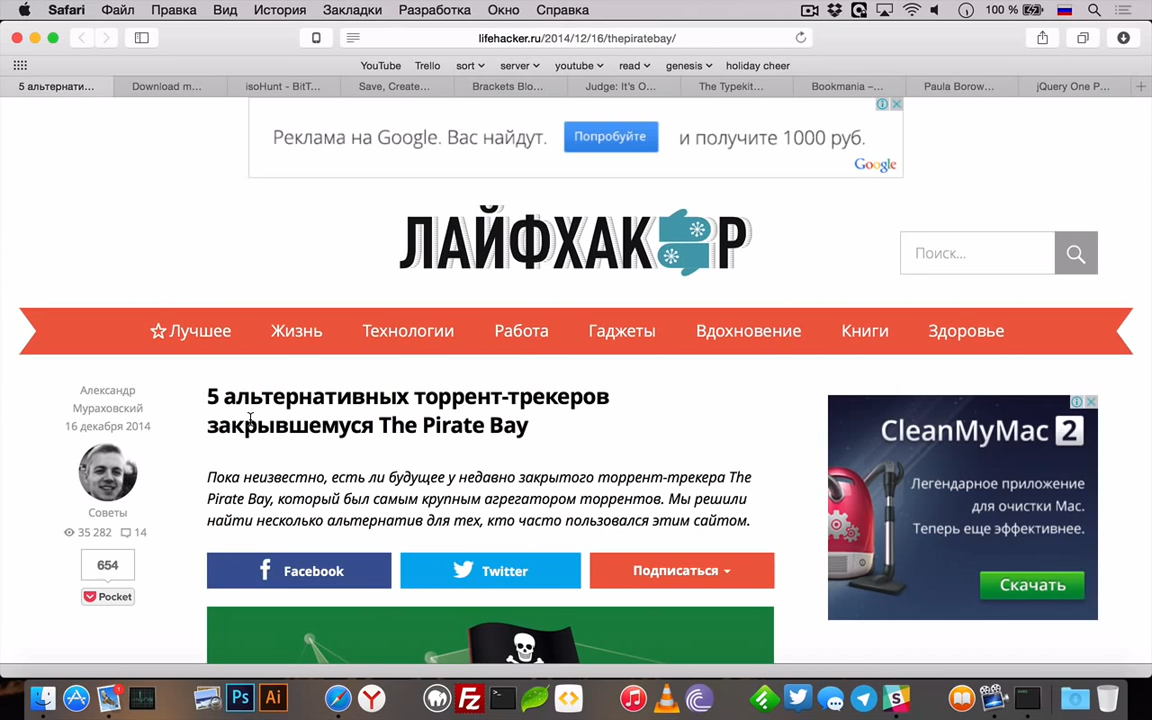 Safari Файл Правка Вид История Закладки Разработка Окно Справка 100 %
lifehacker.ru/2014/12/16/thepiratebay/
YouTube Trello sort server youtube read genesis holiday cheer
5 альтернати... Download m... isoHunt - BitT... Save, Create... Brackets Blo... Judge: It's O... The Typekit... Bookmania –... Paula Borow... jQuery One P...
Реклама на Google. Вас найдут. Попробуйте и получите 1000 руб.
Google
ЛАЙФХАКЕР
Поиск...
Лучшее Жизнь Технологии Работа Гаджеты Вдохновение Книги Здоровье
Александр
Мураховский
16 декабря 2014
Советы
35 282 14
654
Pocket
5 альтернативных торрент-трекеров
закрывшемуся The Pirate Bay
Пока неизвестно, есть ли будущее у недавно закрытого торрент-трекера The
Pirate Bay, который был самым крупным агрегатором торрентов. Мы решили
найти несколько альтернатив для тех, кто часто пользовался этим сайтом.
Facebook Twitter Подписаться
CleanMyMac 2
Легендарное приложение
для очистки Mac.
Теперь еще эффективнее.
Скачать
Ps Ai